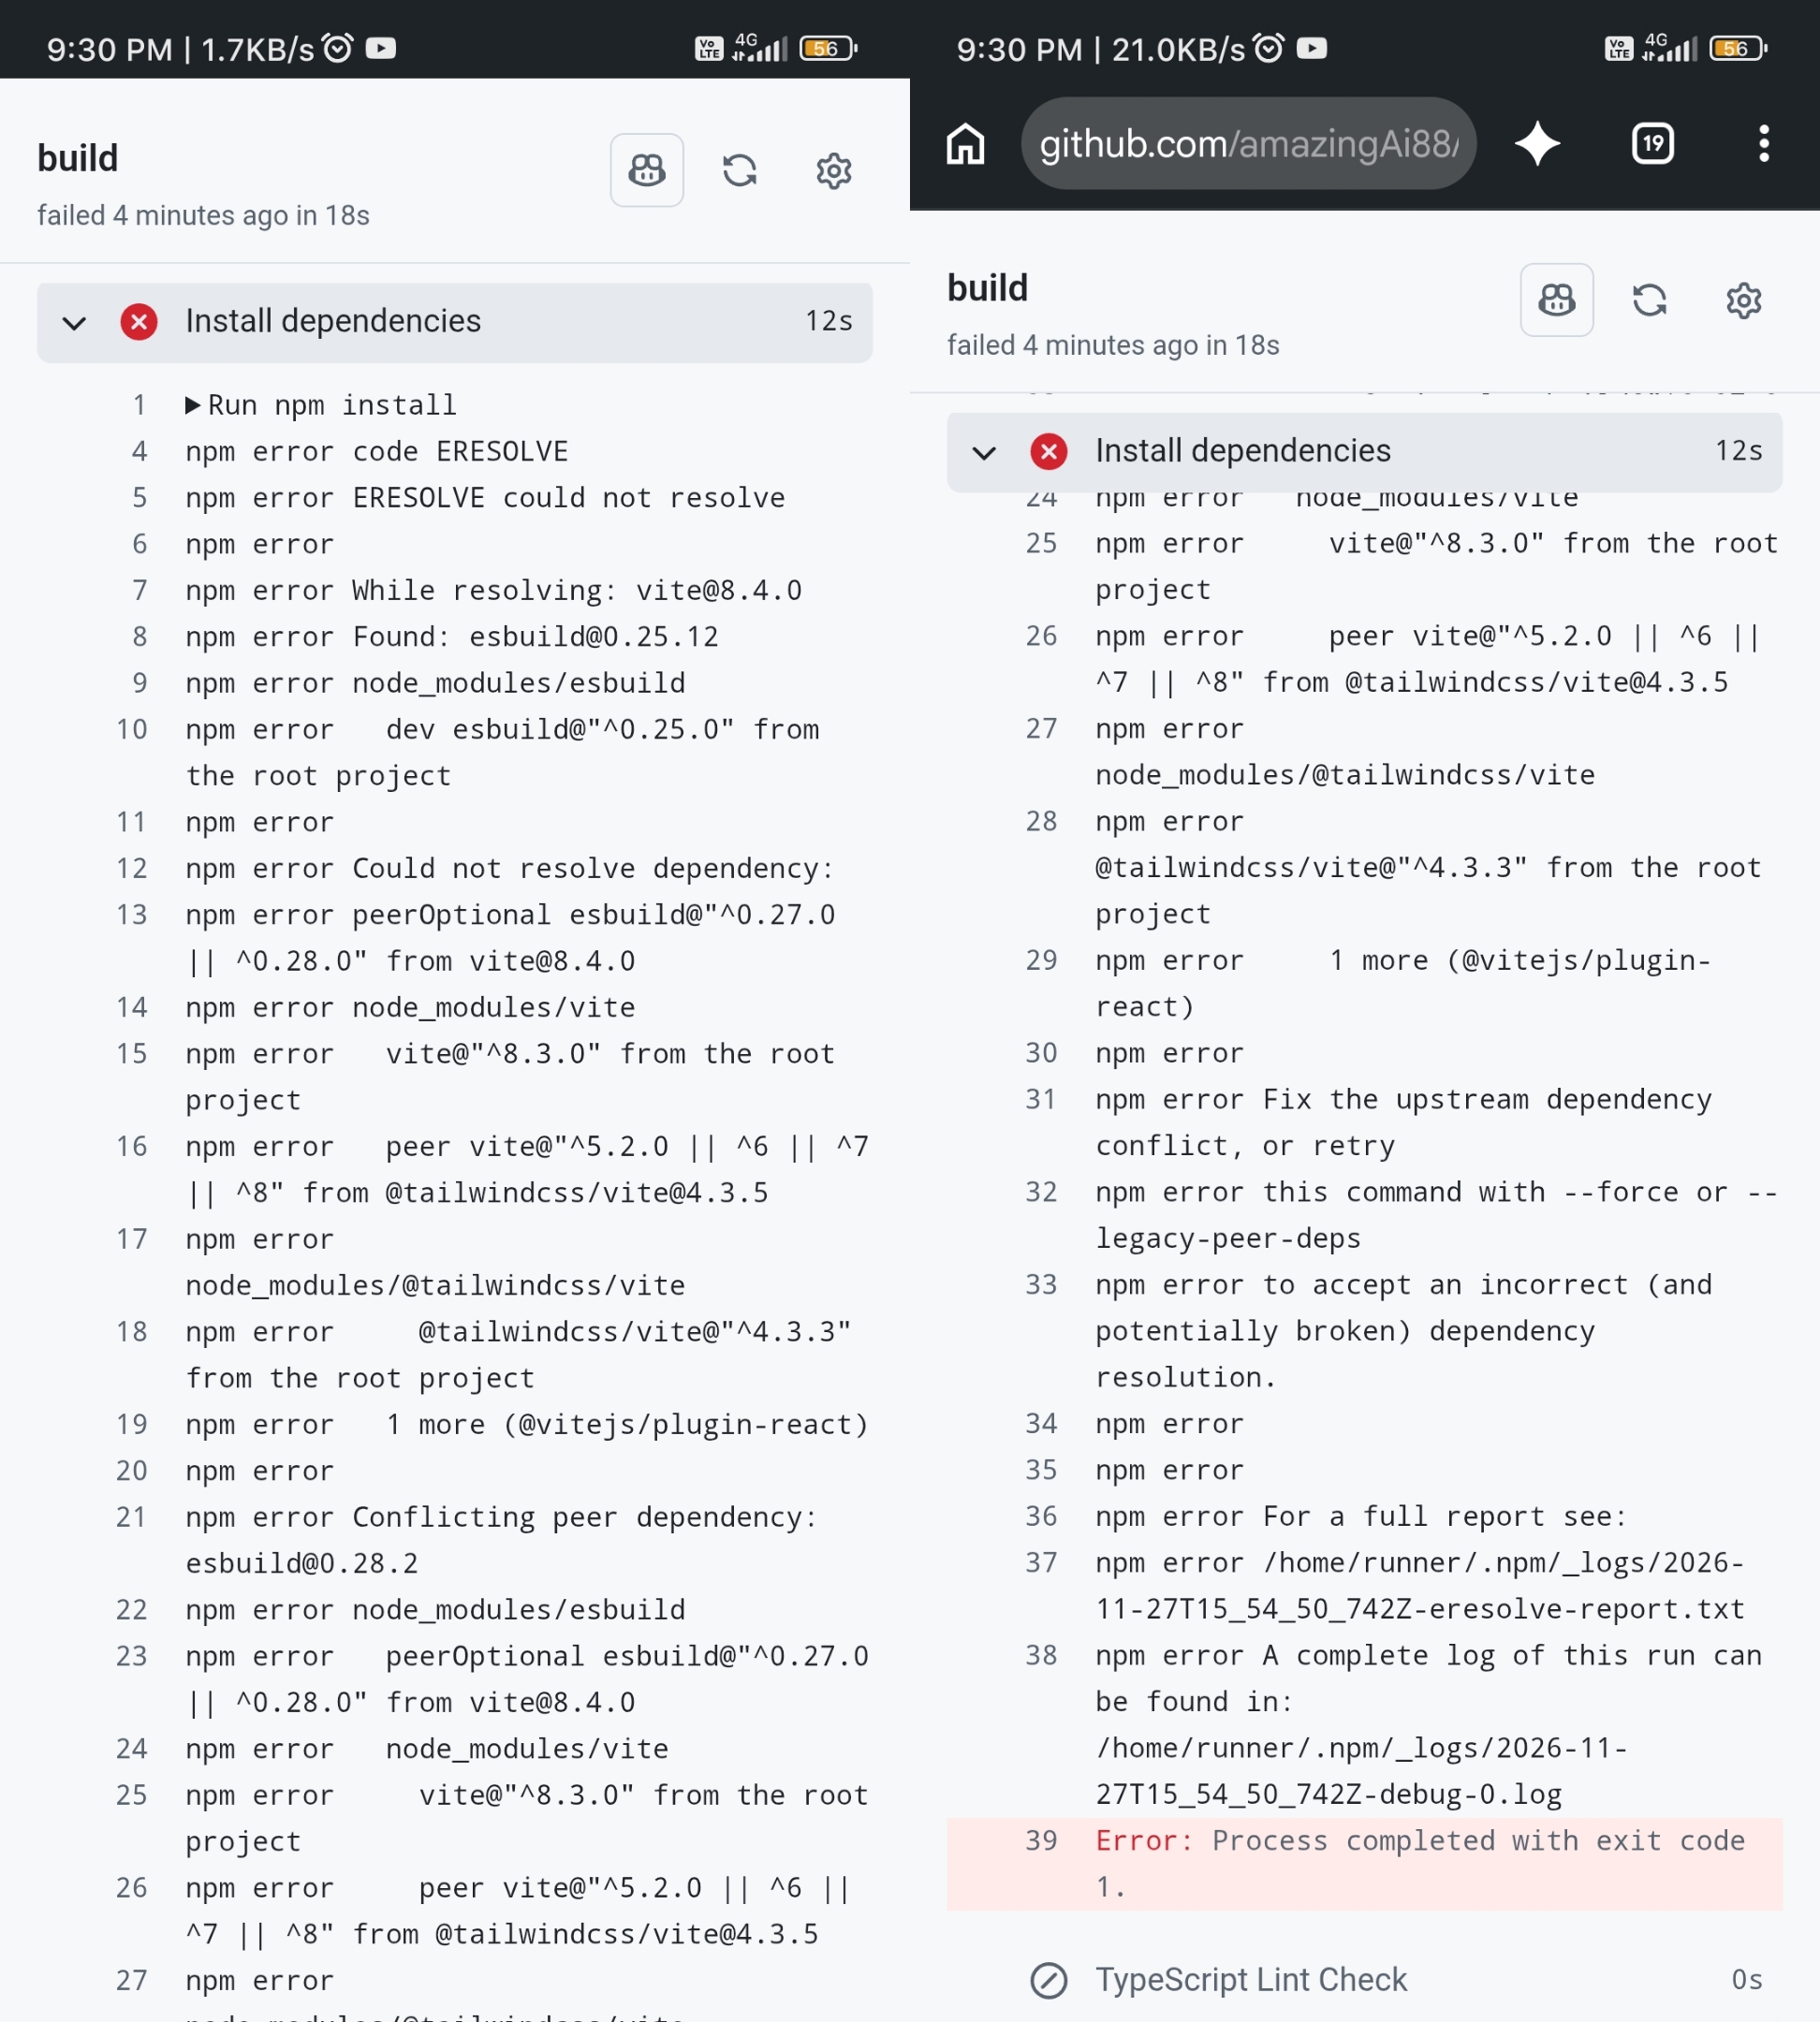 9:30 PM | 1.7KB/s
Vo LTE 4G 56
build
failed 4 minutes ago in 18s
Install dependencies 12s
1 Run npm install
4 npm error code ERESOLVE
5 npm error ERESOLVE could not resolve
6 npm error
7 npm error While resolving: vite@8.4.0
8 npm error Found: esbuild@0.25.12
9 npm error node_modules/esbuild
10 npm error   dev esbuild@"^0.25.0" from
the root project
11 npm error
12 npm error Could not resolve dependency:
13 npm error peerOptional esbuild@"^0.27.0
|| ^0.28.0" from vite@8.4.0
14 npm error node_modules/vite
15 npm error   vite@"^8.3.0" from the root
project
16 npm error   peer vite@"^5.2.0 || ^6 || ^7
|| ^8" from @tailwindcss/vite@4.3.5
17 npm error
node_modules/@tailwindcss/vite
18 npm error     @tailwindcss/vite@"^4.3.3"
from the root project
19 npm error   1 more (@vitejs/plugin-react)
20 npm error
21 npm error Conflicting peer dependency:
esbuild@0.28.2
22 npm error node_modules/esbuild
23 npm error   peerOptional esbuild@"^0.27.0
|| ^0.28.0" from vite@8.4.0
24 npm error   node_modules/vite
25 npm error     vite@"^8.3.0" from the root
project
26 npm error     peer vite@"^5.2.0 || ^6 ||
^7 || ^8" from @tailwindcss/vite@4.3.5
27 npm error
node_modules/@tailwindcss/vite
9:30 PM | 21.0KB/s
Vo LTE 4G 56
github.com/amazingAi88/
19
build
failed 4 minutes ago in 18s
Install dependencies 12s
24 npm error   node_modules/vite
25 npm error     vite@"^8.3.0" from the root
project
26 npm error     peer vite@"^5.2.0 || ^6 ||
^7 || ^8" from @tailwindcss/vite@4.3.5
27 npm error
node_modules/@tailwindcss/vite
28 npm error
@tailwindcss/vite@"^4.3.3" from the root
project
29 npm error     1 more (@vitejs/plugin-
react)
30 npm error
31 npm error Fix the upstream dependency
conflict, or retry
32 npm error this command with --force or --
legacy-peer-deps
33 npm error to accept an incorrect (and
potentially broken) dependency
resolution.
34 npm error
35 npm error
36 npm error For a full report see:
37 npm error /home/runner/.npm/_logs/2026-
11-27T15_54_50_742Z-eresolve-report.txt
38 npm error A complete log of this run can
be found in:
/home/runner/.npm/_logs/2026-11-
27T15_54_50_742Z-debug-0.log
39 Error: Process completed with exit code
1.
TypeScript Lint Check 0s